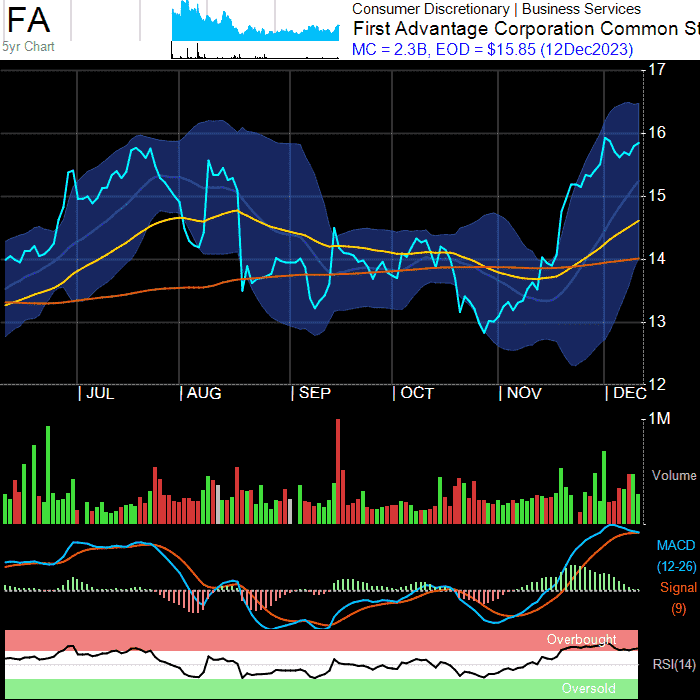 FA
5yr Chart
Consumer Discretionary | Business Services
First Advantage Corporation Common St
MC = 2.3B, EOD = $15.85 (12Dec2023)
17
16
15
14
13
12
| JUL | AUG | SEP | OCT | NOV | DEC
1M
Volume
MACD
(12-26)
Signal
(9)
Overbought
RSI(14)
Oversold